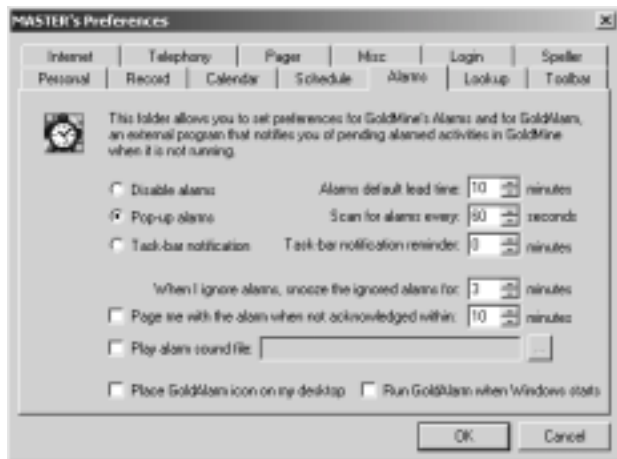 MASTER's Preferences
Internet Telephony Pager Misc Login Speller
Personal Record Calendar Schedule Alarms Lookup Toolbar
This folder allows you to set preferences for GoldMine's Alarms and for GoldAlarm,
an external program that notifies you of pending alarmed activities in GoldMine
when it is not running.
Disable alarms Alarms default lead time: 10 minutes
Pop-up alarms Scan for alarms every: 60 seconds
Task-bar notification Task-bar notification reminder: 0 minutes
When I ignore alarms, snooze the ignored alarms for: 3 minutes
Page me with the alarm when not acknowledged within: 10 minutes
Play alarm sound file: ...
Place GoldAlarm icon on my desktop Run GoldAlarm when Windows starts
OK Cancel